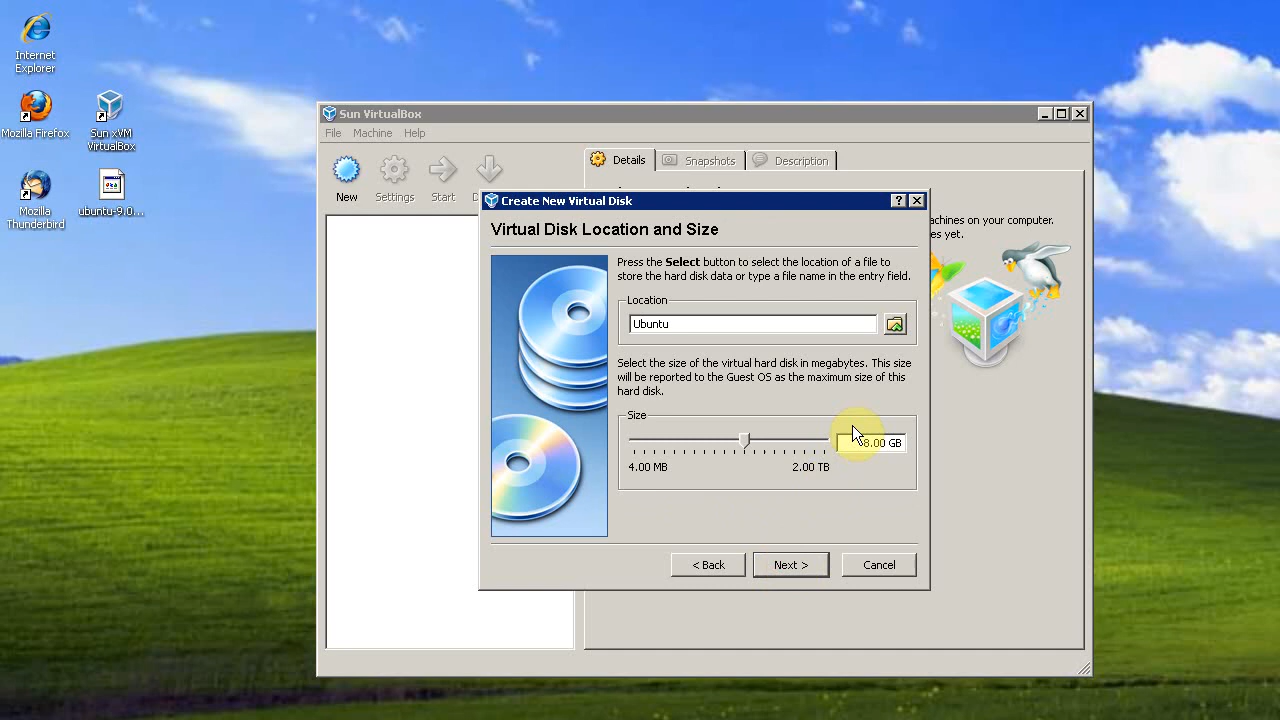 Internet
Explorer
Mozilla Firefox
Sun xVM
VirtualBox
Mozilla
Thunderbird
ubuntu-9.0...
Sun VirtualBox
File Machine Help
New
Settings
Start
Details
Snapshots
Description
achines on your computer.
es yet.
Create New Virtual Disk
Virtual Disk Location and Size
Press the Select button to select the location of a file to
store the hard disk data or type a file name in the entry field.
Location
Ubuntu
Select the size of the virtual hard disk in megabytes. This size
will be reported to the Guest OS as the maximum size of this
hard disk.
Size
8.00 GB
4.00 MB
2.00 TB
< Back
Next >
Cancel